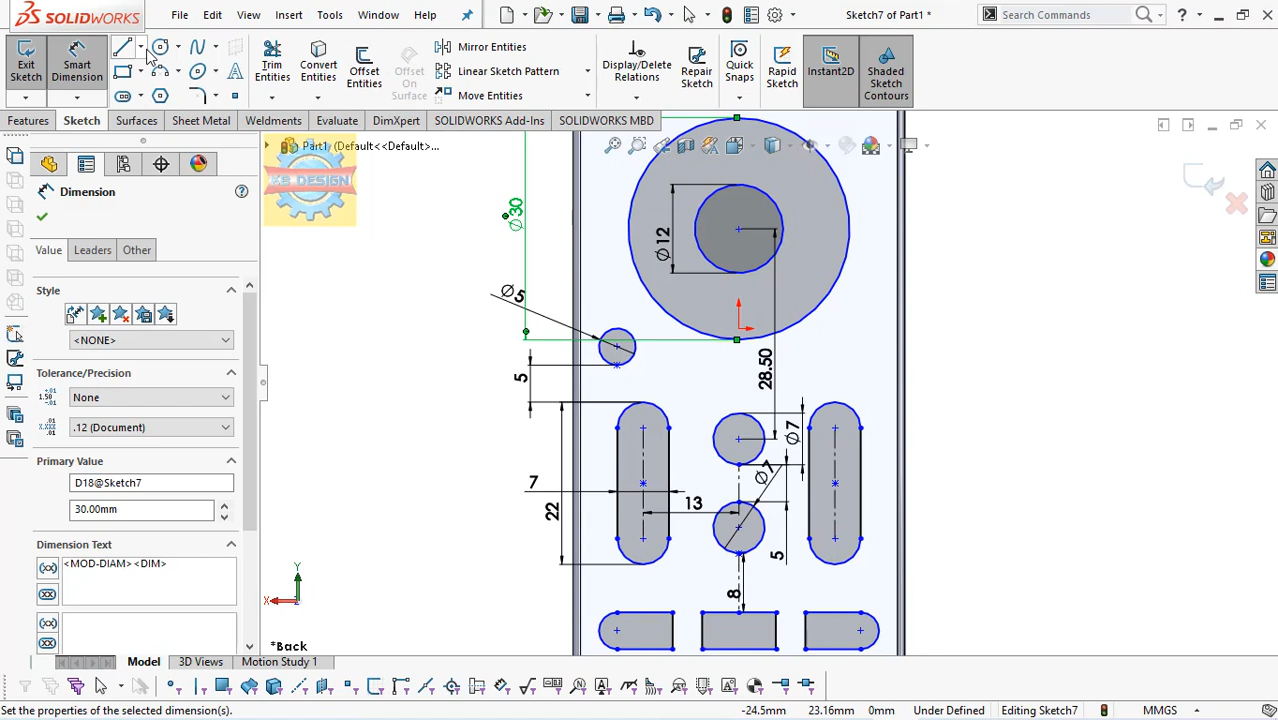 SOLIDWORKS File Edit View Insert Tools Window Help Sketch7 of Part1 * Search Commands ?
Exit Sketch Smart Dimension Trim Entities Convert Entities Offset Entities Offset On Surface Mirror Entities Linear Sketch Pattern Move Entities Display/Delete Relations Repair Sketch Quick Snaps Rapid Sketch Instant2D Shaded Sketch Contours
Features Sketch Surfaces Sheet Metal Weldments Evaluate DimXpert SOLIDWORKS Add-Ins SOLIDWORKS MBD
Part1 (Default<<Default>...
Dimension
Value Leaders Other
Style
<NONE>
Tolerance/Precision
None
.12 (Document)
Primary Value
D18@Sketch7
30.00mm
Dimension Text
<MOD-DIAM><DIM>
Ø30
Ø12
Ø5
28.50
5
Ø7
Ø7
7
13
22
5
8
Y
X
*Back
Model 3D Views Motion Study 1
Set the properties of the selected dimension(s). -24.5mm 23.16mm 0mm Under Defined Editing Sketch7 MMGS